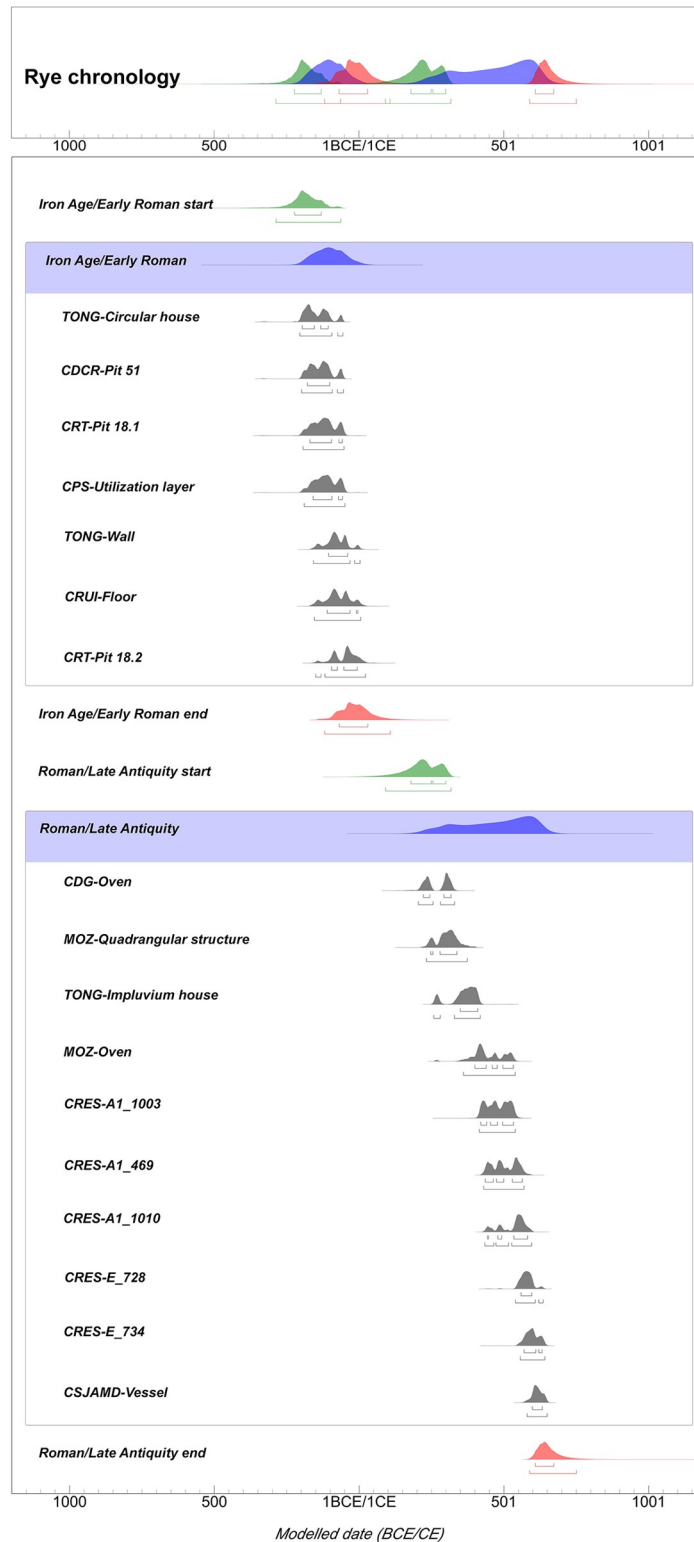 Rye chronology
1000 500 1BCE/1CE 501 1001
Iron Age/Early Roman start
Iron Age/Early Roman
TONG-Circular house
CDCR-Pit 51
CRT-Pit 18.1
CPS-Utilization layer
TONG-Wall
CRUI-Floor
CRT-Pit 18.2
Iron Age/Early Roman end
Roman/Late Antiquity start
Roman/Late Antiquity
CDG-Oven
MOZ-Quadrangular structure
TONG-Impluvium house
MOZ-Oven
CRES-A1_1003
CRES-A1_469
CRES-A1_1010
CRES-E_728
CRES-E_734
CSJAMD-Vessel
Roman/Late Antiquity end
1000 500 1BCE/1CE 501 1001
Modelled date (BCE/CE)